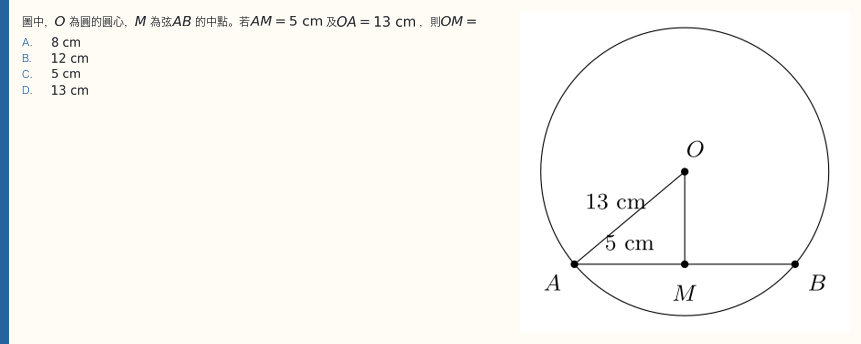 圖中，O 為圓的圓心，M 為弦AB 的中點。若AM = 5 cm 及OA = 13 cm ，則OM =
A. 8 cm
B. 12 cm
C. 5 cm
D. 13 cm
O
13 cm
5 cm
A
M
B